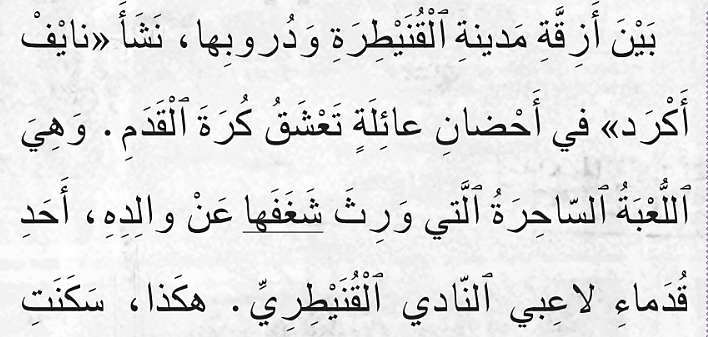 بَيْنَ أَزِقَّةِ مَدينةِ ٱلْقُنَيْطِرَةِ وَدُروبِها، نَشَأَ «نايْفْ
أَكْرَد» في أَحْضانِ عائِلَةٍ تَعْشَقُ كُرَةَ ٱلْقَدَمِ. وَهِيَ
ٱللُّعْبَةُ ٱلسّاحِرَةُ ٱلَّتي وَرِثَ شَغَفَها عَنْ والِدِهِ، أَحَدِ
قُدَماءِ لاعِبي ٱلنّادي ٱلْقُنَيْطِرِيِّ. هكَذا، سَكَنَتِ